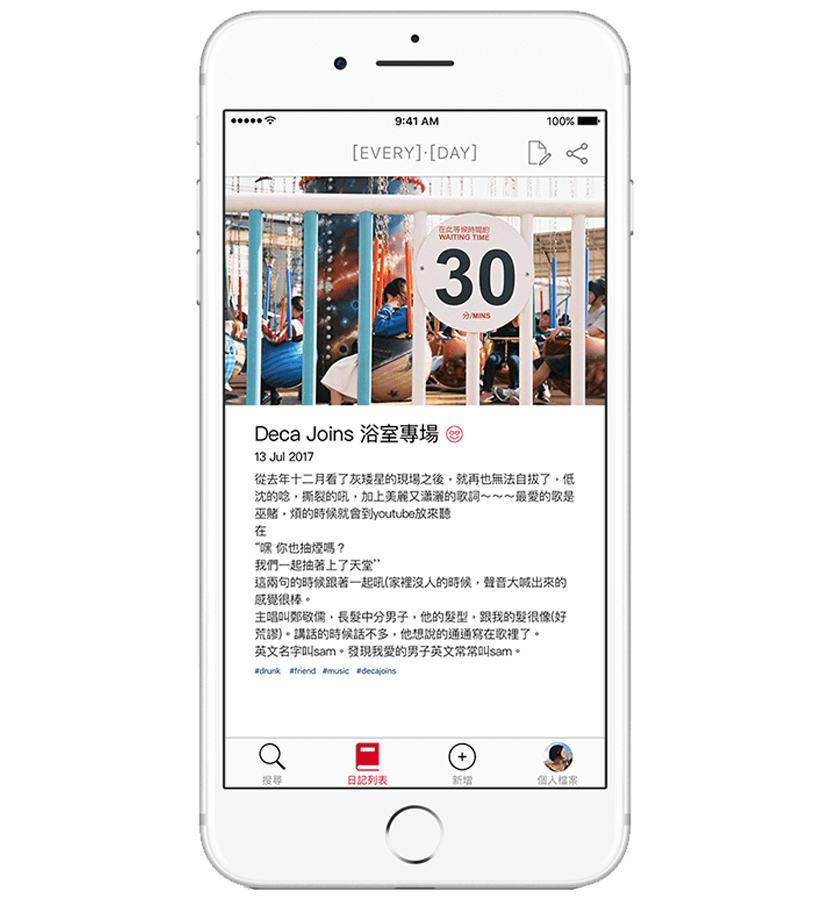 9:41 AM
100%
[EVERY]·[DAY]
在此等候時間約
WAITING TIME
30
分/MINS
Deca Joins 浴室專場
13 Jul 2017
從去年十二月看了灰矮星的現場之後，就再也無法自拔了，低
沈的唸，撕裂的吼，加上美麗又瀟灑的歌詞～～～最愛的歌是
巫賭，煩的時候就會到youtube放來聽
在
“嘿 你也抽煙嗎？
我們一起抽著上了天堂’’
這兩句的時候跟著一起吼(家裡沒人的時候，聲音大喊出來的
感覺很棒。
主唱叫鄭敬儒，長髮中分男子，他的髮型，跟我的髮很像(好
荒謬)。講話的時候話不多，他想說的通通寫在歌裡了。
英文名字叫sam。發現我愛的男子英文常常叫sam。
#drunk #friend #music #decajoins
搜尋
日記列表
新增
個人檔案